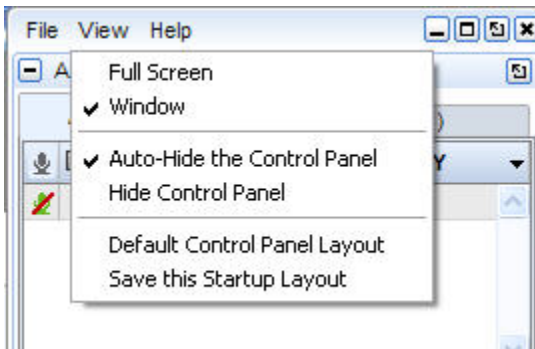 File View Help
A
Full Screen
Window
)
Auto-Hide the Control Panel
Y
Hide Control Panel
Default Control Panel Layout
Save this Startup Layout